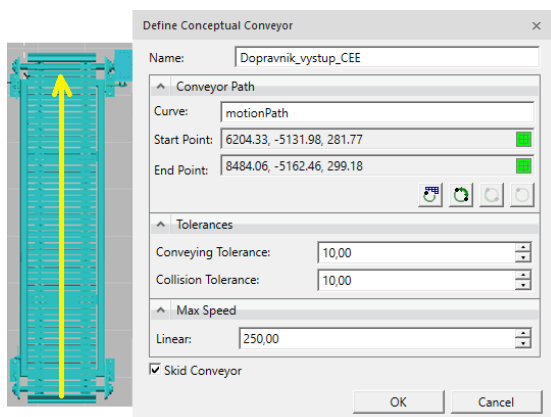 Define Conceptual Conveyor
Name: Dopravnik_vystup_CEE
Conveyor Path
Curve: motionPath
Start Point: 6204.33, -5131.98, 281.77
End Point: 8484.06, -5162.46, 299.18
Tolerances
Conveying Tolerance: 10,00
Collision Tolerance: 10,00
Max Speed
Linear: 250,00
Skid Conveyor
OK Cancel